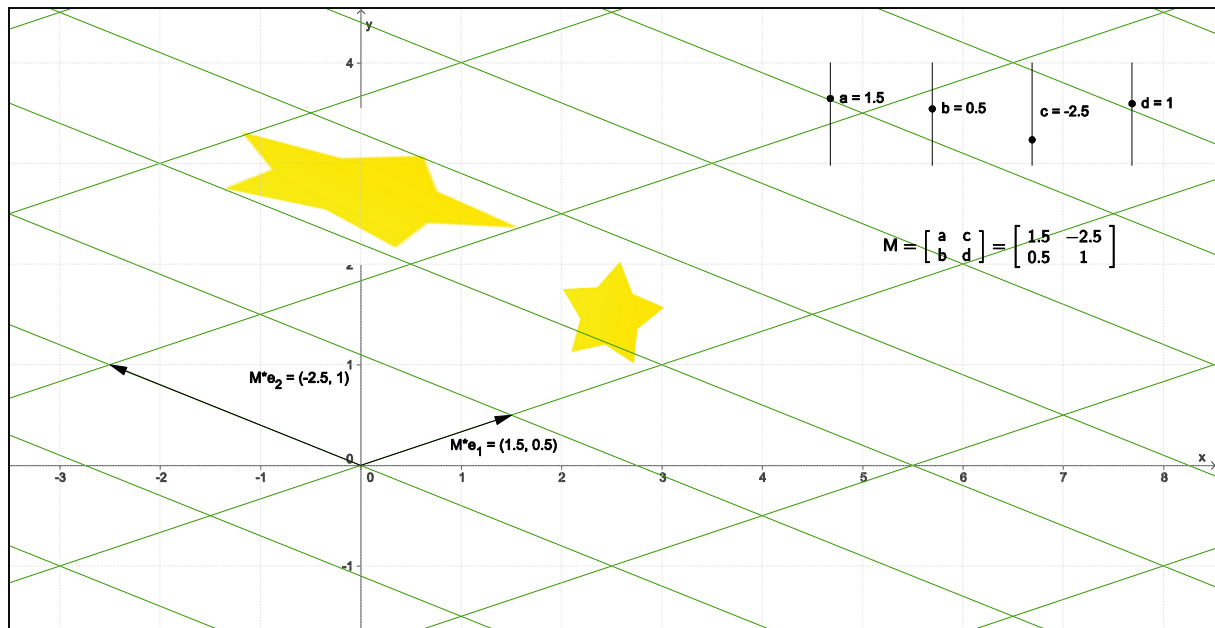 y
4
a = 1.5
b = 0.5
c = -2.5
d = 1
M = [ a c ] = [ 1.5 −2.5 ]
[ b d ] [ 0.5 1 ]
2
1
M*e₂ = (-2.5, 1)
M*e₁ = (1.5, 0.5)
0
x
-3 -2 -1 0 1 2 3 4 5 6 7 8
-1